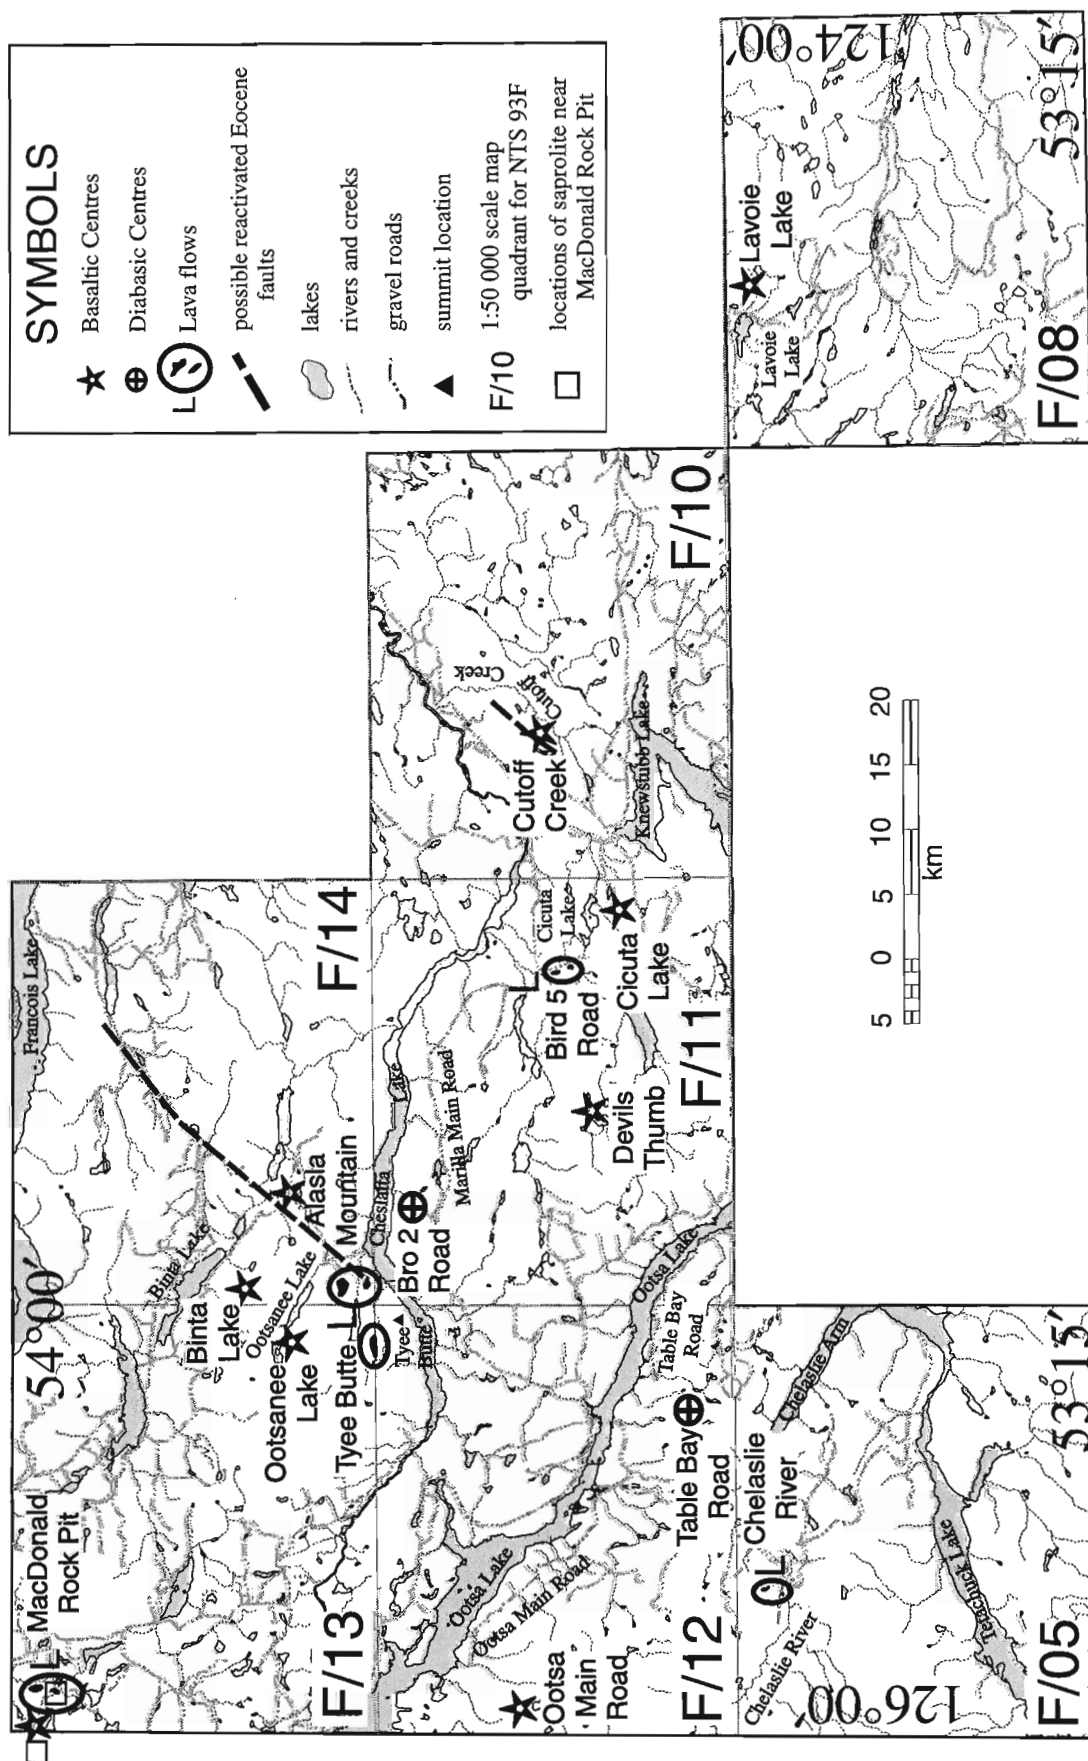 SYMBOLS
Basaltic Centres
Diabasic Centres
L
Lava flows
possible reactivated Eocene
faults
lakes
rivers and creeks
gravel roads
summit location
F/10
1:50 000 scale map
quadrant for NTS 93F
locations of saprolite near
MacDonald Rock Pit
L
MacDonald
Rock Pit
54°00′
Francois Lake
Binta Lake
Binta
Lake
Ootsanee Lake
Ootsanee
Lake
Alasla
Mountain
Tyee Butte
L
F/13
F/14
Tyee
Butte
Cheslatta
Lake
Bro 2
Road
Marilla Main Road
L
Bird 5
Road
Cicuta
Lake
Cicuta
Lake
Devils
Thumb
F/11
Cutoff
Creek
Cutoff
Creek
Knewstubb Lake
F/10
Ootsa Lake
Ootsa Main Road
Ootsa
Main
Road
Ootsa Lake
Table Bay
Road
Table Bay
Road
F/12
Chelaslie
River
L
Chelaslie River
Chelaslie Arm
Tetachuck Lake
126°00′
F/05
53°15′
Lavoie
Lake
Lavoie
Lake
124°00′
F/08
53°15′
5 0 5 10 15 20
km